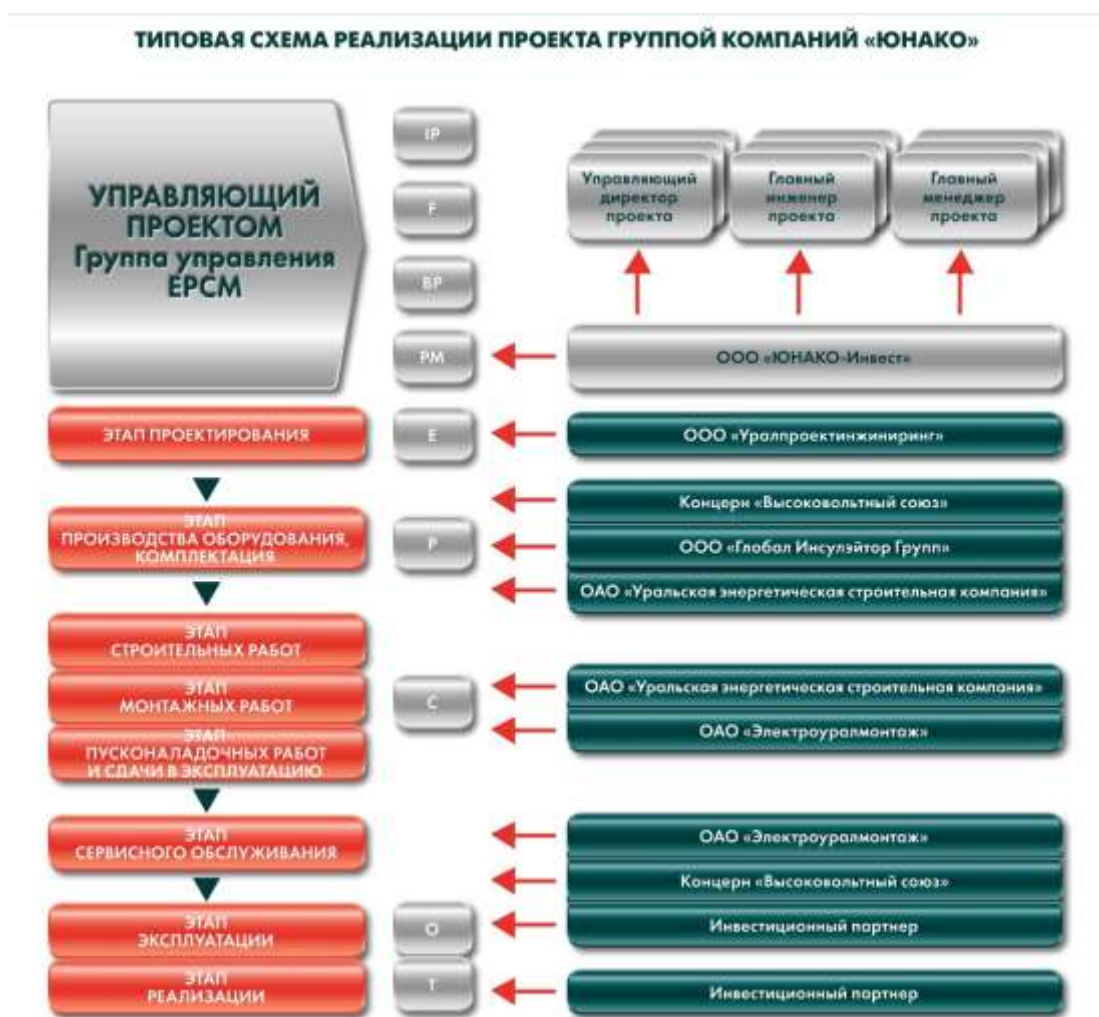 ТИПОВАЯ СХЕМА РЕАЛИЗАЦИИ ПРОЕКТА ГРУППОЙ КОМПАНИЙ «ЮНАКО»
УПРАВЛЯЮЩИЙ
ПРОЕКТОМ
Группа управления
EPCM
IP
F
BP
PM
Управляющий
директор
проекта
Главный
инженер
проекта
Главный
менеджер
проекта
ООО «ЮНАКО-Инвест»
ЭТАП ПРОЕКТИРОВАНИЯ
E
ООО «Уралпроектинжиниринг»
ЭТАП
ПРОИЗВОДСТВА ОБОРУДОВАНИЯ,
КОМПЛЕКТАЦИЯ
P
Концерн «Высоковольтный союз»
ООО «Глобал Инсулэйтор Групп»
ОАО «Уральская энергетическая строительная компания»
ЭТАП
СТРОИТЕЛЬНЫХ РАБОТ
ЭТАП
МОНТАЖНЫХ РАБОТ
ЭТАП
ПУСКОНАЛАДОЧНЫХ РАБОТ
И СДАЧИ В ЭКСПЛУАТАЦИЮ
C
ОАО «Уральская энергетическая строительная компания»
ОАО «Электроуралмонтаж»
ЭТАП
СЕРВИСНОГО ОБСЛУЖИВАНИЯ
ОАО «Электроуралмонтаж»
Концерн «Высоковольтный союз»
ЭТАП
ЭКСПЛУАТАЦИИ
O
Инвестиционный партнер
ЭТАП
РЕАЛИЗАЦИИ
T
Инвестиционный партнер